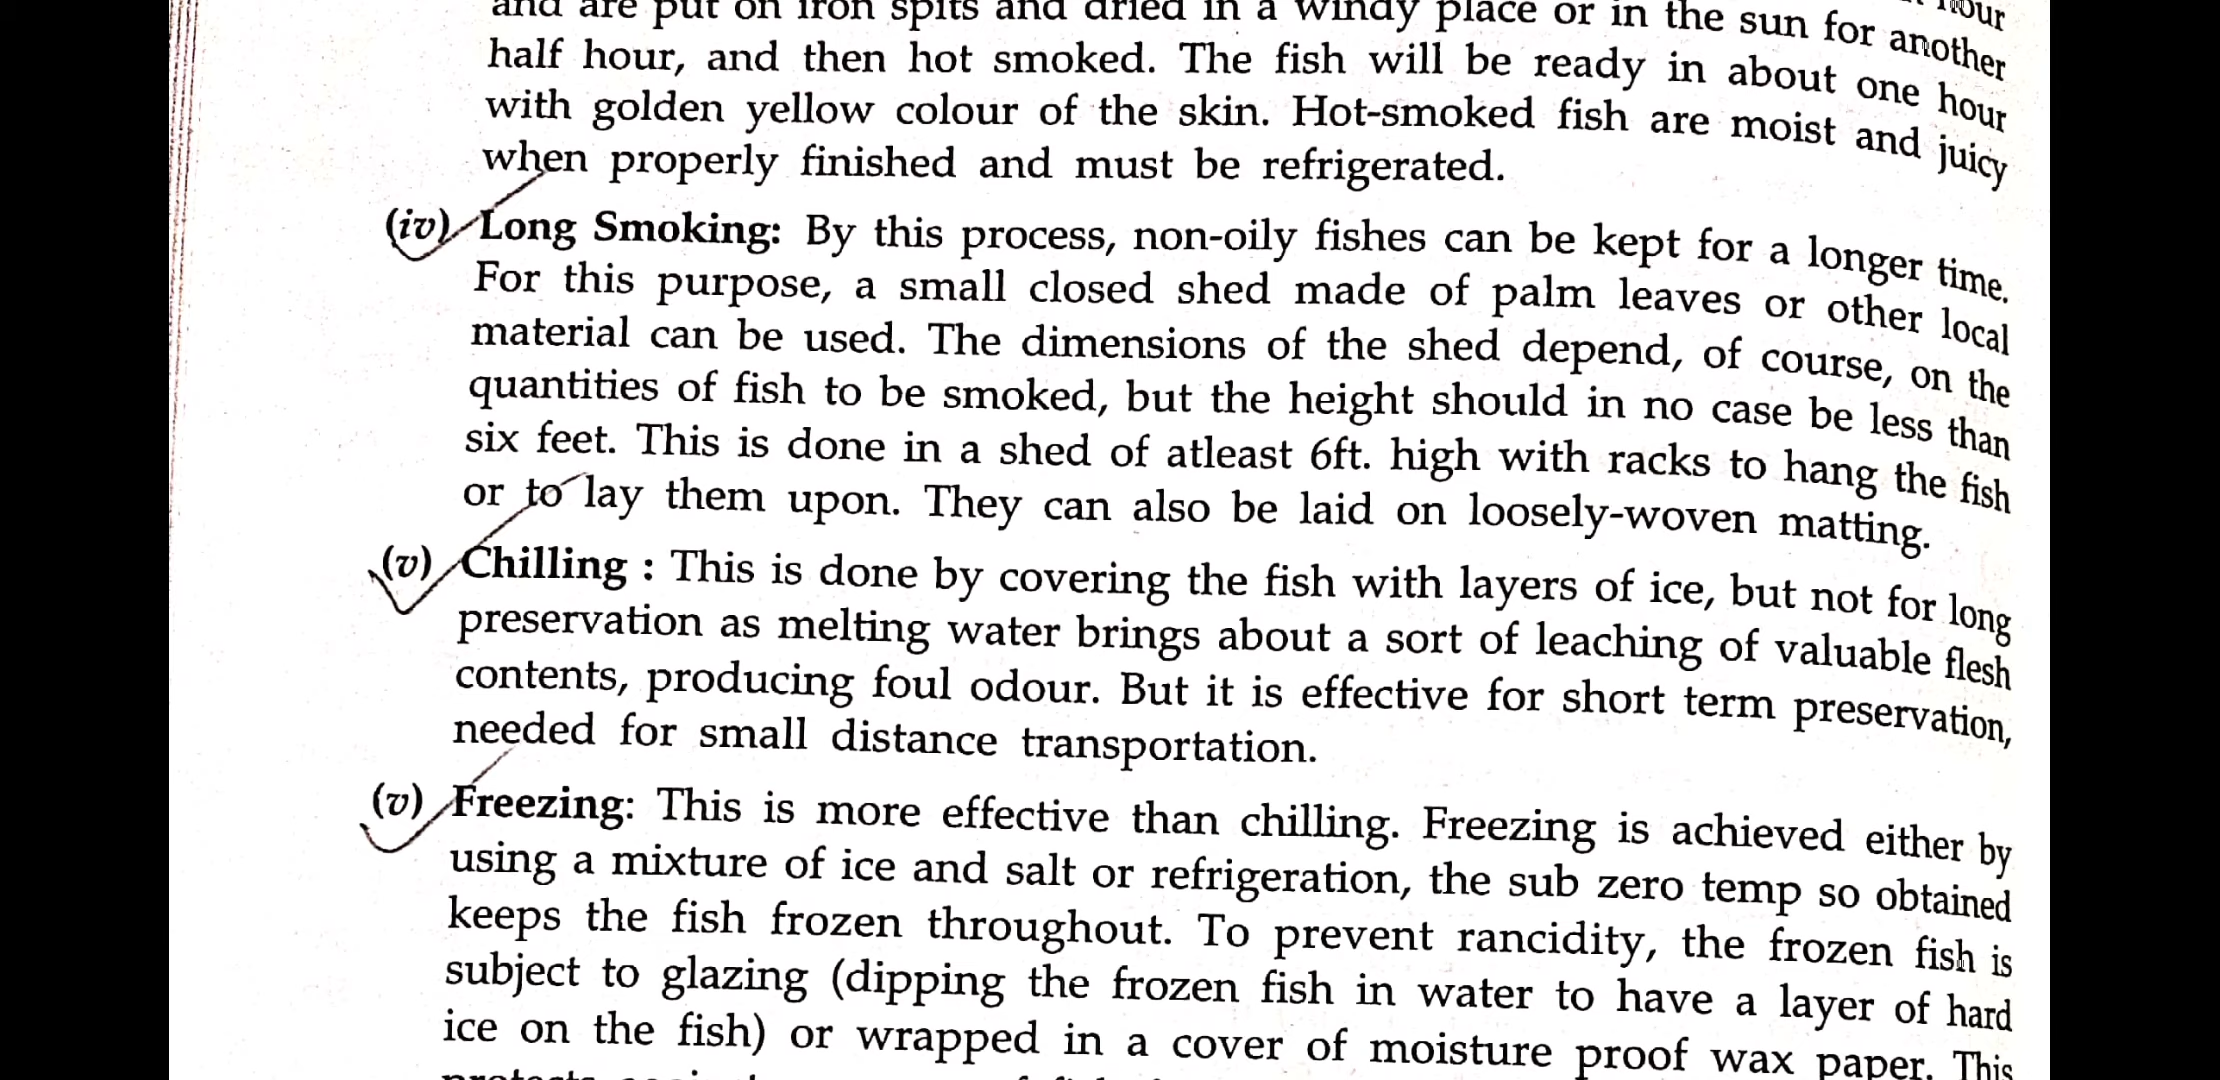 hour
and are put on iron spits and dried in a windy place or in the sun for another
half hour, and then hot smoked. The fish will be ready in about one hour
with golden yellow colour of the skin. Hot-smoked fish are moist and juicy
when properly finished and must be refrigerated.
(iv) Long Smoking: By this process, non-oily fishes can be kept for a longer time.
For this purpose, a small closed shed made of palm leaves or other local
material can be used. The dimensions of the shed depend, of course, on the
quantities of fish to be smoked, but the height should in no case be less than
six feet. This is done in a shed of atleast 6ft. high with racks to hang the fish
or to lay them upon. They can also be laid on loosely-woven matting.
(v) Chilling : This is done by covering the fish with layers of ice, but not for long
preservation as melting water brings about a sort of leaching of valuable flesh
contents, producing foul odour. But it is effective for short term preservation,
needed for small distance transportation.
(v) Freezing: This is more effective than chilling. Freezing is achieved either by
using a mixture of ice and salt or refrigeration, the sub zero temp so obtained
keeps the fish frozen throughout. To prevent rancidity, the frozen fish is
subject to glazing (dipping the frozen fish in water to have a layer of hard
ice on the fish) or wrapped in a cover of moisture proof wax paper. This